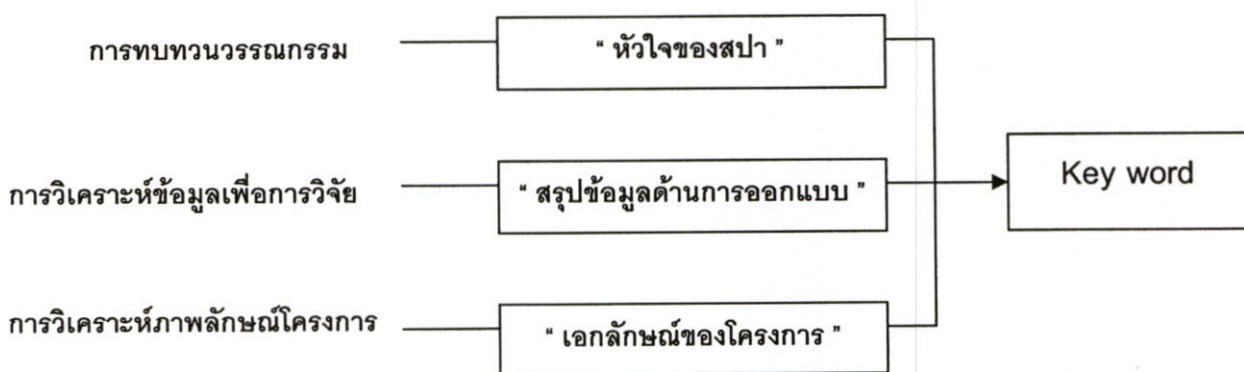 การทบทวนวรรณกรรม
“ หัวใจของสปา ”
การวิเคราะห์ข้อมูลเพื่อการวิจัย
“ สรุปข้อมูลด้านการออกแบบ ”
Key word
การวิเคราะห์ภาพลักษณ์โครงการ
“ เอกลักษณ์ของโครงการ ”